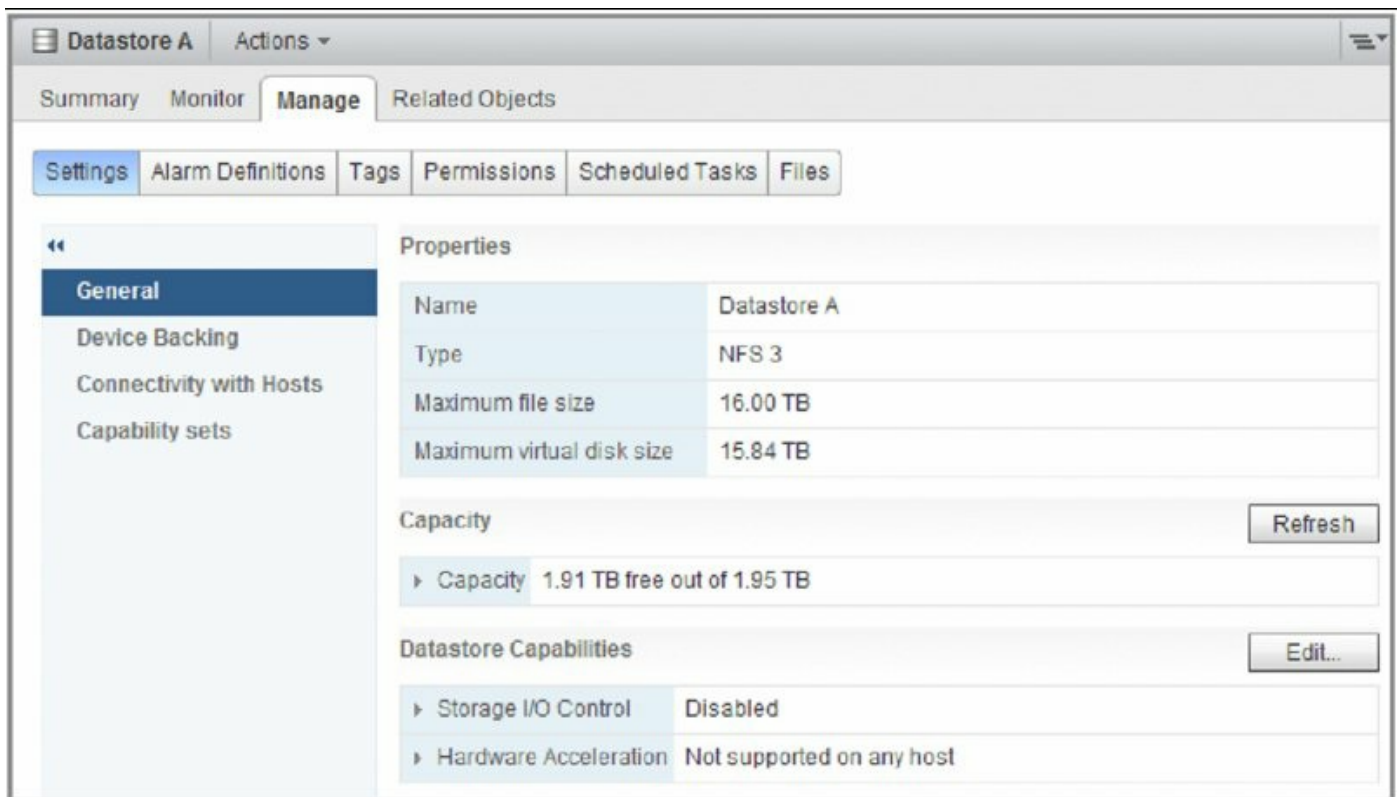 Datastore A Actions
Summary Monitor Manage Related Objects
Settings Alarm Definitions Tags Permissions Scheduled Tasks Files
General
Device Backing
Connectivity with Hosts
Capability sets
Properties
Name Datastore A
Type NFS 3
Maximum file size 16.00 TB
Maximum virtual disk size 15.84 TB
Capacity Refresh
Capacity 1.91 TB free out of 1.95 TB
Datastore Capabilities Edit...
Storage I/O Control Disabled
Hardware Acceleration Not supported on any host